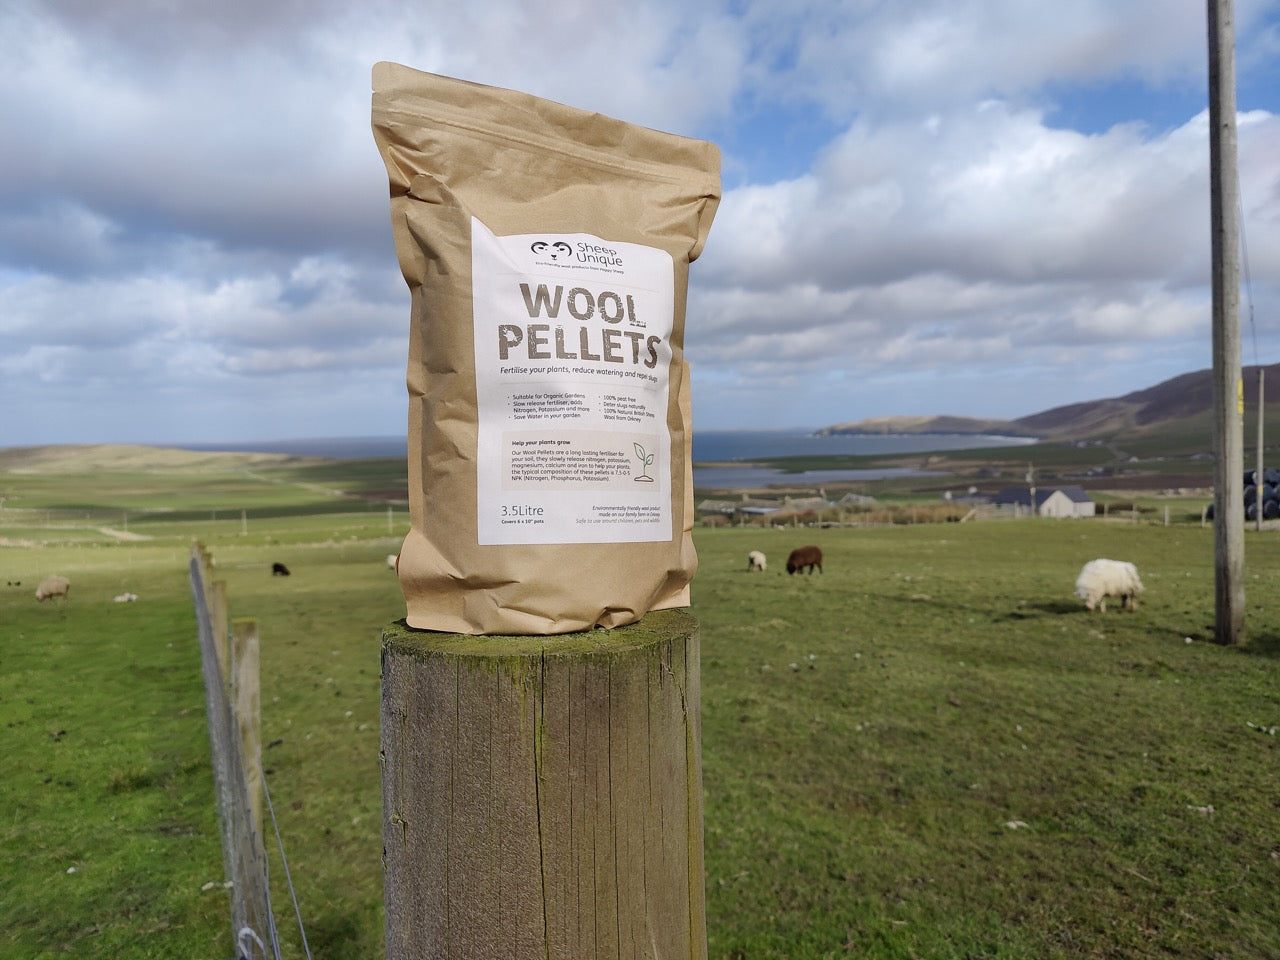 Sheep
Unique
Eco-friendly wool products from Happy Sheep
WOOL
PELLETS
Fertilise your plants, reduce watering and repel slugs
• Suitable for Organic Gardens
• Slow release fertiliser, adds
Nitrogen, Potassium and more
• Save Water in your garden
• 100% peat free
• Deter slugs naturally
• 100% Natural British Sheep
Wool from Orkney
Help your plants grow
Our Wool Pellets are a long lasting fertiliser for
your soil, they slowly release nitrogen, potassium,
magnesium, calcium and iron to help your plants,
the typical composition of these pellets is 7.5-0-5
NPK (Nitrogen, Phosphorus, Potassium).
3.5Litre
Covers 6 x 10" pots
Environmentally friendly wool product
made on our family farm in Orkney
Safe to use around children, pets and wildlife